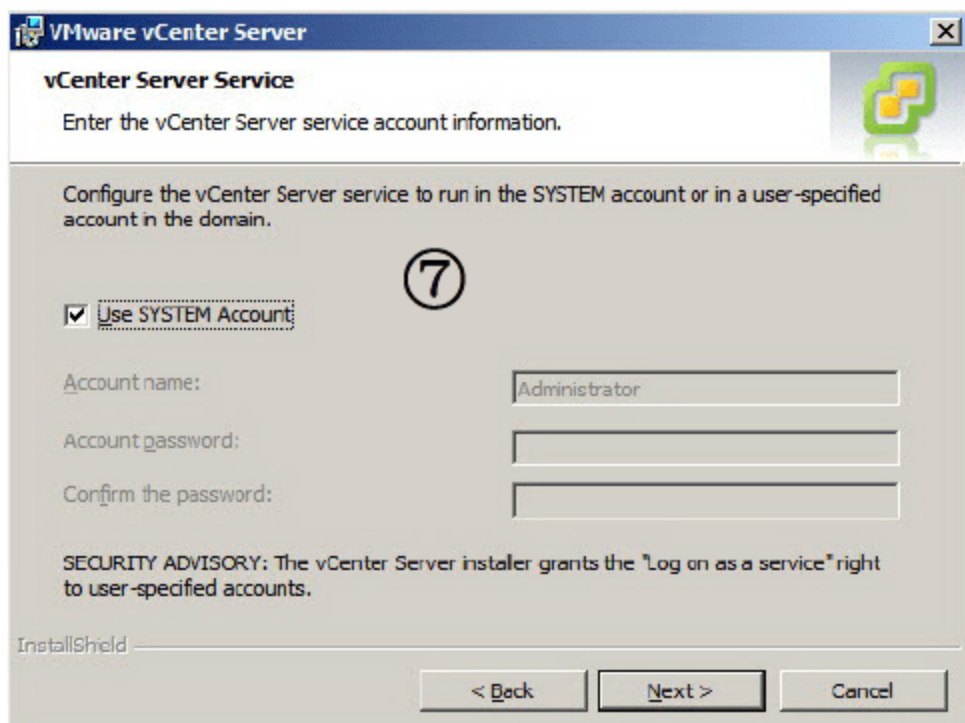 VMware vCenter Server
vCenter Server Service
Enter the vCenter Server service account information.
Configure the vCenter Server service to run in the SYSTEM account or in a user-specified
account in the domain.
⑦
Use SYSTEM Account
Account name:
Administrator
Account password:
Confirm the password:
SECURITY ADVISORY: The vCenter Server installer grants the "Log on as a service" right
to user-specified accounts.
InstallShield
< Back
Next >
Cancel